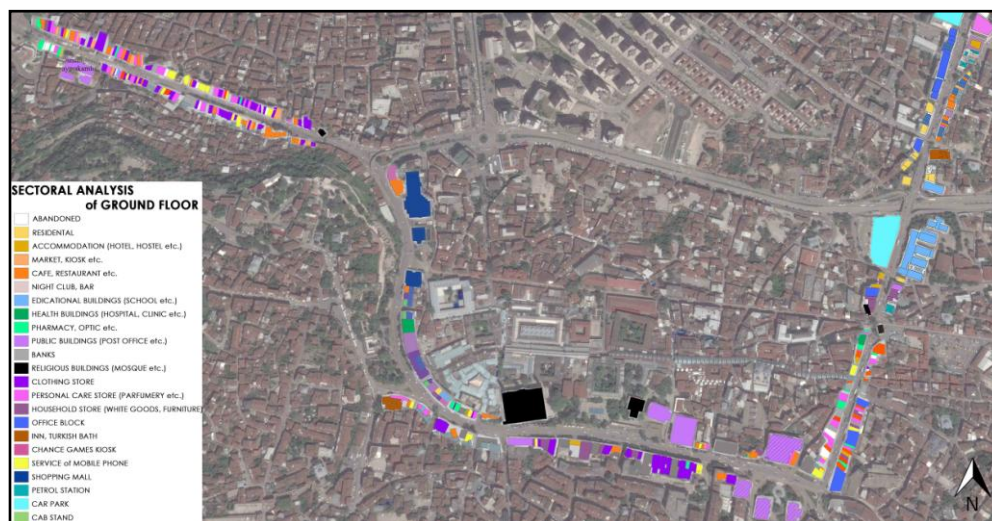 SECTORAL ANALYSIS
of GROUND FLOOR
ABANDONED
RESIDENTAL
ACCOMMODATION (HOTEL, HOSTEL etc.)
MARKET, KIOSK etc.
CAFE, RESTAURANT etc.
NIGHT CLUB, BAR
EDICATIONAL BUILDINGS (SCHOOL etc.)
HEALTH BUILDINGS (HOSPITAL, CLINIC etc.)
PHARMACY, OPTIC etc.
PUBLIC BUILDINGS (POST OFFICE etc.)
BANKS
RELIGIOUS BUILDINGS (MOSQUE etc.)
CLOTHING STORE
PERSONAL CARE STORE (PARFUMERY etc.)
HOUSEHOLD STORE (WHITE GOODS, FURNITURE)
OFFICE BLOCK
INN, TURKISH BATH
CHANCE GAMES KIOSK
SERVICE of MOBILE PHONE
SHOPPING MALL
PETROL STATION
CAR PARK
CAB STAND
N